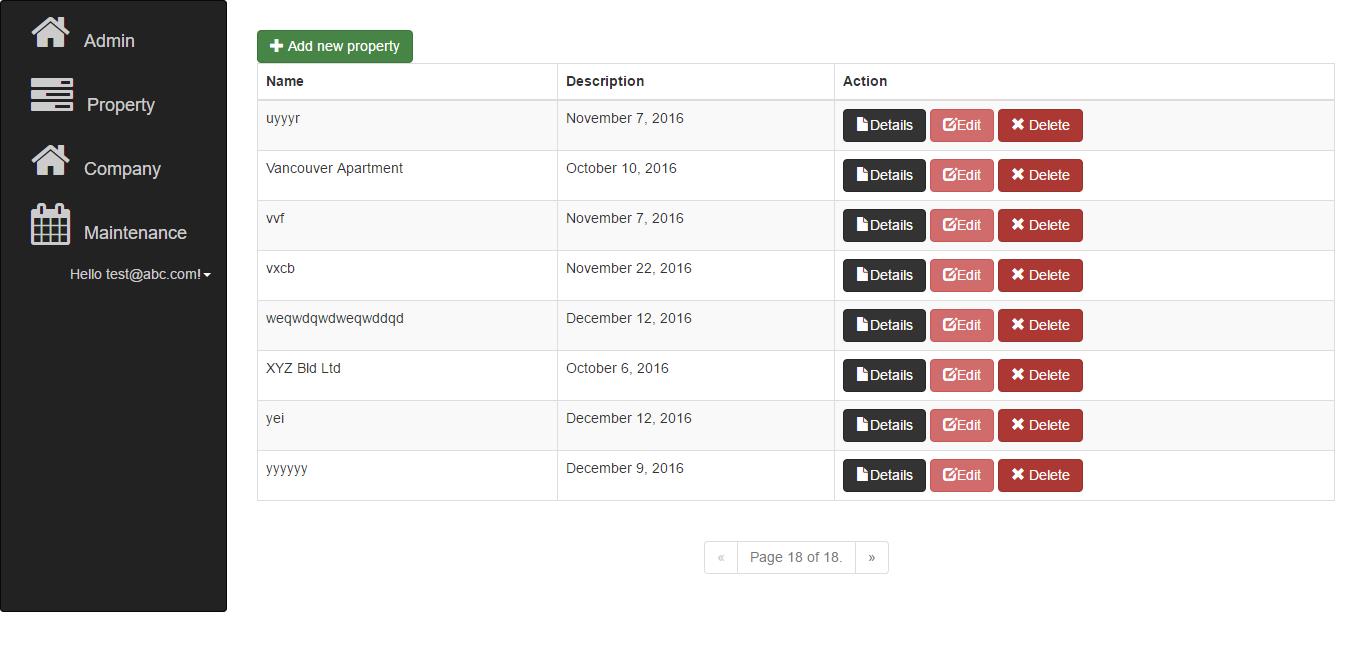 Admin
Property
Company
Maintenance
Hello test@abc.com!
Add new property
Name Description Action
uyyyr November 7, 2016 Details Edit Delete
Vancouver Apartment October 10, 2016 Details Edit Delete
vvf November 7, 2016 Details Edit Delete
vxcb November 22, 2016 Details Edit Delete
weqwdqwdweqwddqd December 12, 2016 Details Edit Delete
XYZ Bld Ltd October 6, 2016 Details Edit Delete
yei December 12, 2016 Details Edit Delete
yyyyyy December 9, 2016 Details Edit Delete
« Page 18 of 18. »